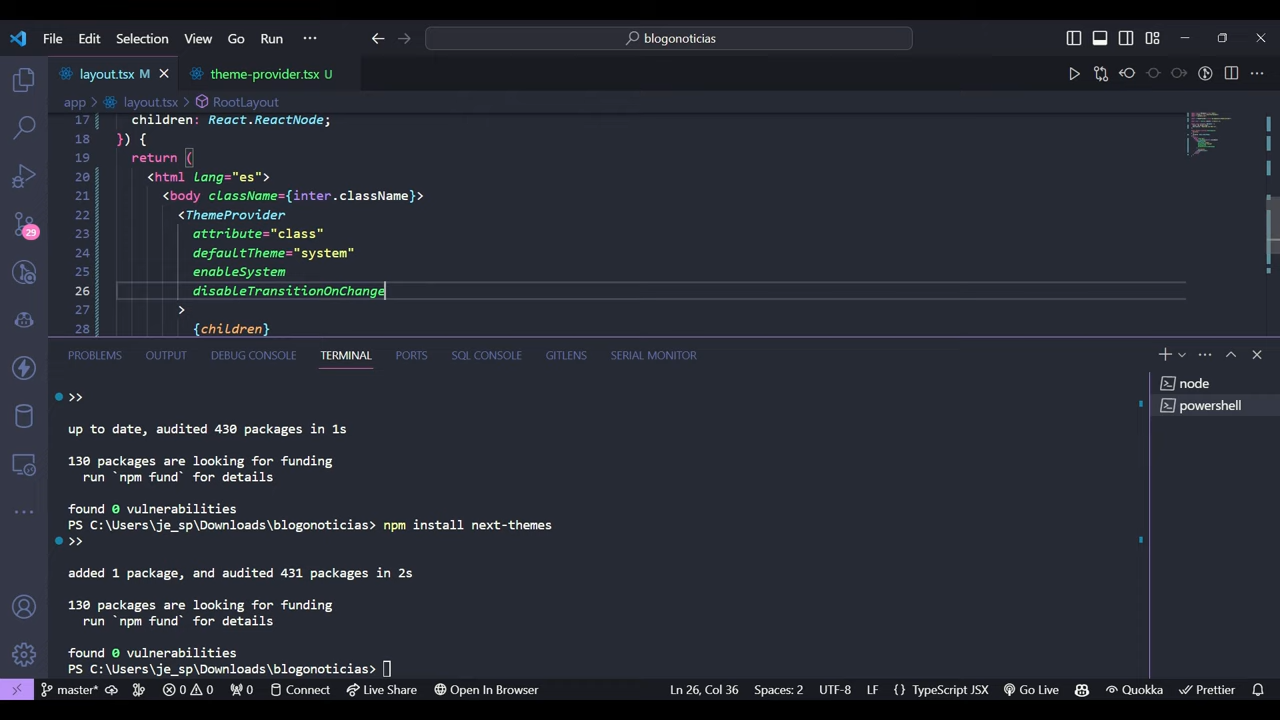 File Edit Selection View Go Run ··· blogonoticias
layout.tsx M theme-provider.tsx U
app > layout.tsx > RootLayout
17 children: React.ReactNode;
18 }) {
19 return (
20 <html lang="es">
21 <body className={inter.className}>
22 <ThemeProvider
23 attribute="class"
24 defaultTheme="system"
25 enableSystem
26 disableTransitionOnChange
27 >
28 {children}
29
PROBLEMS OUTPUT DEBUG CONSOLE TERMINAL PORTS SQL CONSOLE GITLENS SERIAL MONITOR
>>
up to date, audited 430 packages in 1s
130 packages are looking for funding
run `npm fund` for details
found 0 vulnerabilities
PS C:\Users\je_sp\Downloads\blogonoticias> npm install next-themes
>>
added 1 package, and audited 431 packages in 2s
130 packages are looking for funding
run `npm fund` for details
found 0 vulnerabilities
PS C:\Users\je_sp\Downloads\blogonoticias>
node
powershell
master* 0 0 0 Connect Live Share Open In Browser Ln 26, Col 36 Spaces: 2 UTF-8 LF { } TypeScript JSX Go Live Quokka Prettier